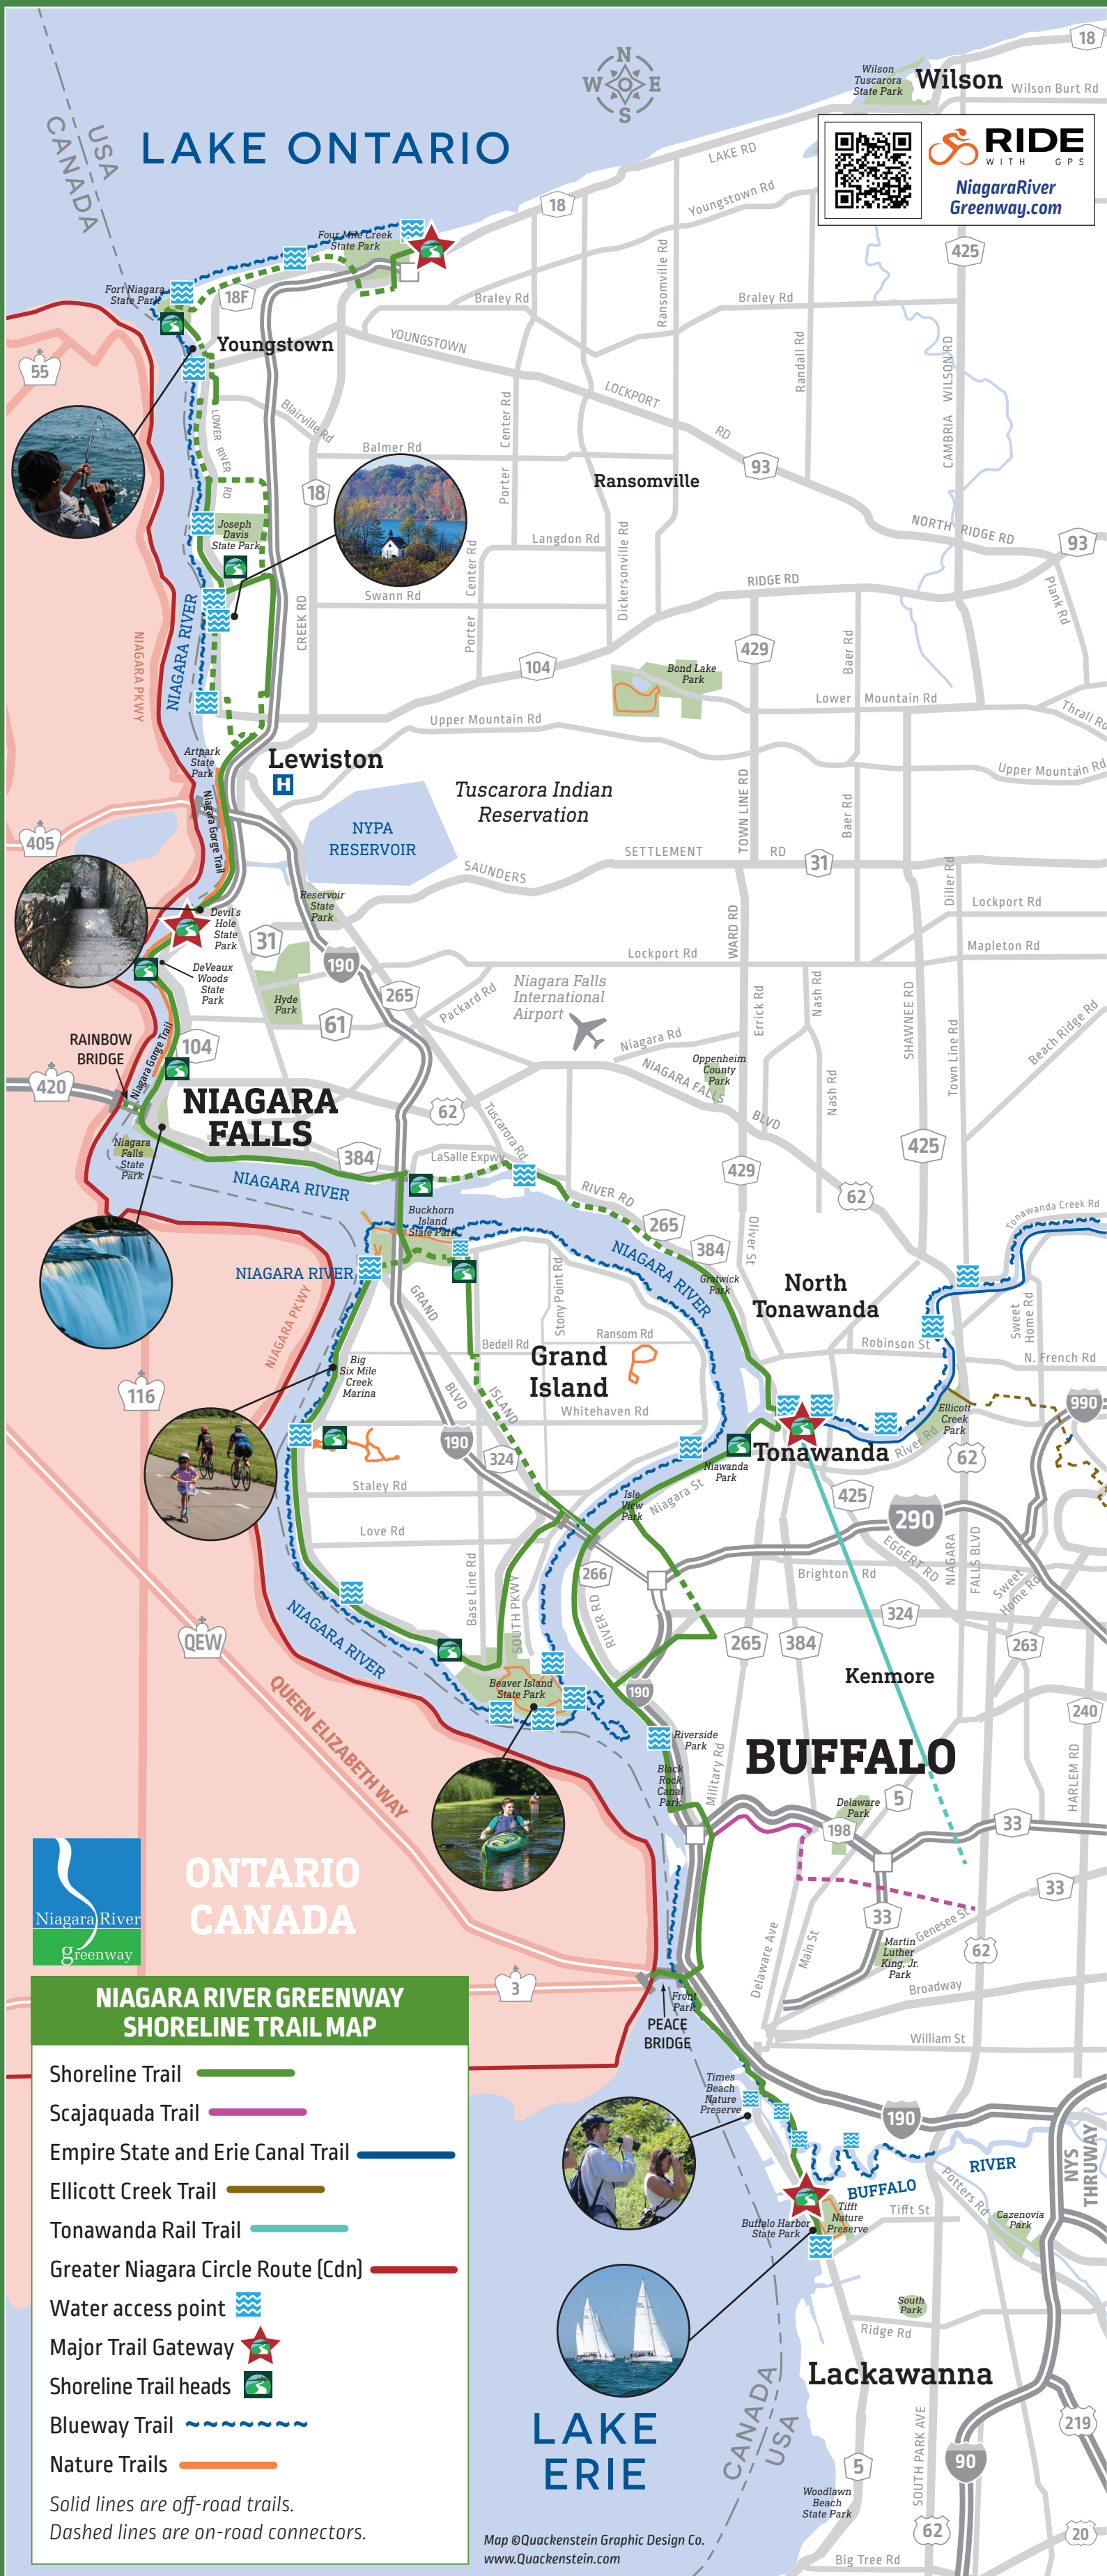 18
Wilson
Tuscarora
State Park
Wilson
Wilson Burt Rd
N
W E
S
USA
CANADA
LAKE ONTARIO
LAKE RD
RIDE
WITH GPS
NiagaraRiver
Greenway.com
Youngstown Rd
18
Four Mile Creek
State Park
425
Fort Niagara
State Park
18F
Braley Rd
Braley Rd
Ransomville Rd
Youngstown
YOUNGSTOWN
LOCKPORT
RD
Randall Rd
CAMBRIA WILSON RD
55
LOWER RIVER RD
Blairville Rd
Balmer Rd
Porter Center Rd
93
Ransomville
18
Joseph
Davis
State Park
Langdon Rd
Dickersonville Rd
NORTH RIDGE RD
93
Porter Center Rd
Swann Rd
RIDGE RD
Plank Rd
NIAGARA RIVER
NIAGARA PKWY
CREEK RD
104
429
Baer Rd
Bond Lake
Park
Lower Mountain Rd
Thrall Rd
Upper Mountain Rd
Artpark
State
Park
Lewiston
H
Upper Mountain Rd
Tuscarora Indian
Reservation
TOWN LINE RD
Baer Rd
Niagara Gorge Trail
405
NYPA
RESERVOIR
SAUNDERS
SETTLEMENT
RD
31
Diller Rd
Reservoir
State
Park
Devil's
Hole
State
Park
31
Lockport Rd
WARD RD
DeVeaux
Woods
State
Park
190
Lockport Rd
Mapleton Rd
Hyde
Park
265
Packard Rd
Niagara Falls
International
Airport
Errick Rd
Nash Rd
SHAWNEE RD
Town Line Rd
Beach Ridge Rd
61
RAINBOW
BRIDGE
Niagara Gorge Trail
104
Niagara Rd
Oppenheim
County
Park
NIAGARA FALLS
BLVD
Nash Rd
420
NIAGARA
FALLS
62
Tuscarora Rd
Niagara
Falls
State
Park
384
LaSalle Expwy
425
429
NIAGARA RIVER
RIVER RD
62
Buckhorn
Island
State Park
265
384
Oliver St
Tonawanda Creek Rd
NIAGARA RIVER
NIAGARA RIVER
Gratwick
Park
North
Tonawanda
NIAGARA PKWY
GRAND
Stony Point Rd
Sweet
Home Rd
Bedell Rd
Ransom Rd
Robinson St
N. French Rd
Grand
Island
Big
Six Mile
Creek
Marina
116
BLVD
ISLAND
Whitehaven Rd
990
Ellicott
Creek
Park
190
324
Tonawanda
River Rd
62
Niawanda
Park
Staley Rd
Isle
View
Park
Niagara St
425
290
Love Rd
EGGERT RD
NIAGARA
FALLS BLVD
266
Brighton Rd
Sweet
Home Rd
Base Line Rd
SOUTH PKWY
RIVER RD
324
NIAGARA RIVER
QEW
265
384
263
Kenmore
Beaver Island
State Park
190
QUEEN ELIZABETH WAY
240
Riverside
Park
BUFFALO
HARLEM RD
Black
Rock
Canal
Park
Military Rd
5
Delaware
Park
198
33
ONTARIO
CANADA
Niagara River
greenway
33
33
Genesee St
Delaware Ave
Main St
62
Martin
Luther
King, Jr.
Park
3
Broadway
Front
Park
PEACE
BRIDGE
William St
NIAGARA RIVER GREENWAY
SHORELINE TRAIL MAP
Shoreline Trail
Scajaquada Trail
Empire State and Erie Canal Trail
Ellicott Creek Trail
Tonawanda Rail Trail
Greater Niagara Circle Route (Cdn)
Water access point
Major Trail Gateway
Shoreline Trail heads
Blueway Trail
Nature Trails
Solid lines are off-road trails.
Dashed lines are on-road connectors.
Times
Beach
Nature
Preserve
190
NYS
THRUWAY
RIVER
BUFFALO
Potters Rd
Tifft St
Tifft
Nature
Preserve
Buffalo Harbor
State Park
Cazenovia
Park
South
Park
Ridge Rd
Lackawanna
LAKE
ERIE
CANADA
USA
219
5
SOUTH PARK AVE
90
Woodlawn
Beach
State Park
62
20
Big Tree Rd
Map ©Quackenstein Graphic Design Co.
www.Quackenstein.com